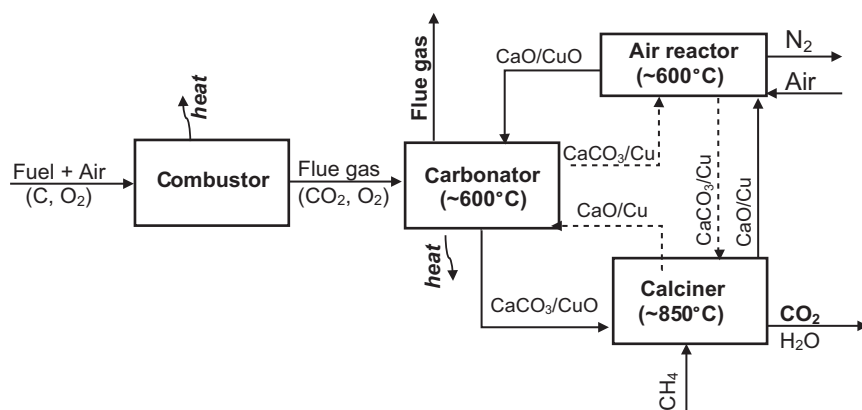 Fuel + Air
(C, O₂)
heat
Combustor
Flue gas
(CO₂, O₂)
Flue gas
CaO/CuO
Carbonator
(~600°C)
heat
CaCO₃/Cu
CaO/Cu
CaCO₃/CuO
Air reactor
(~600°C)
N₂
Air
CaCO₃/Cu
CaO/Cu
Calciner
(~850°C)
CO₂
H₂O
CH₄